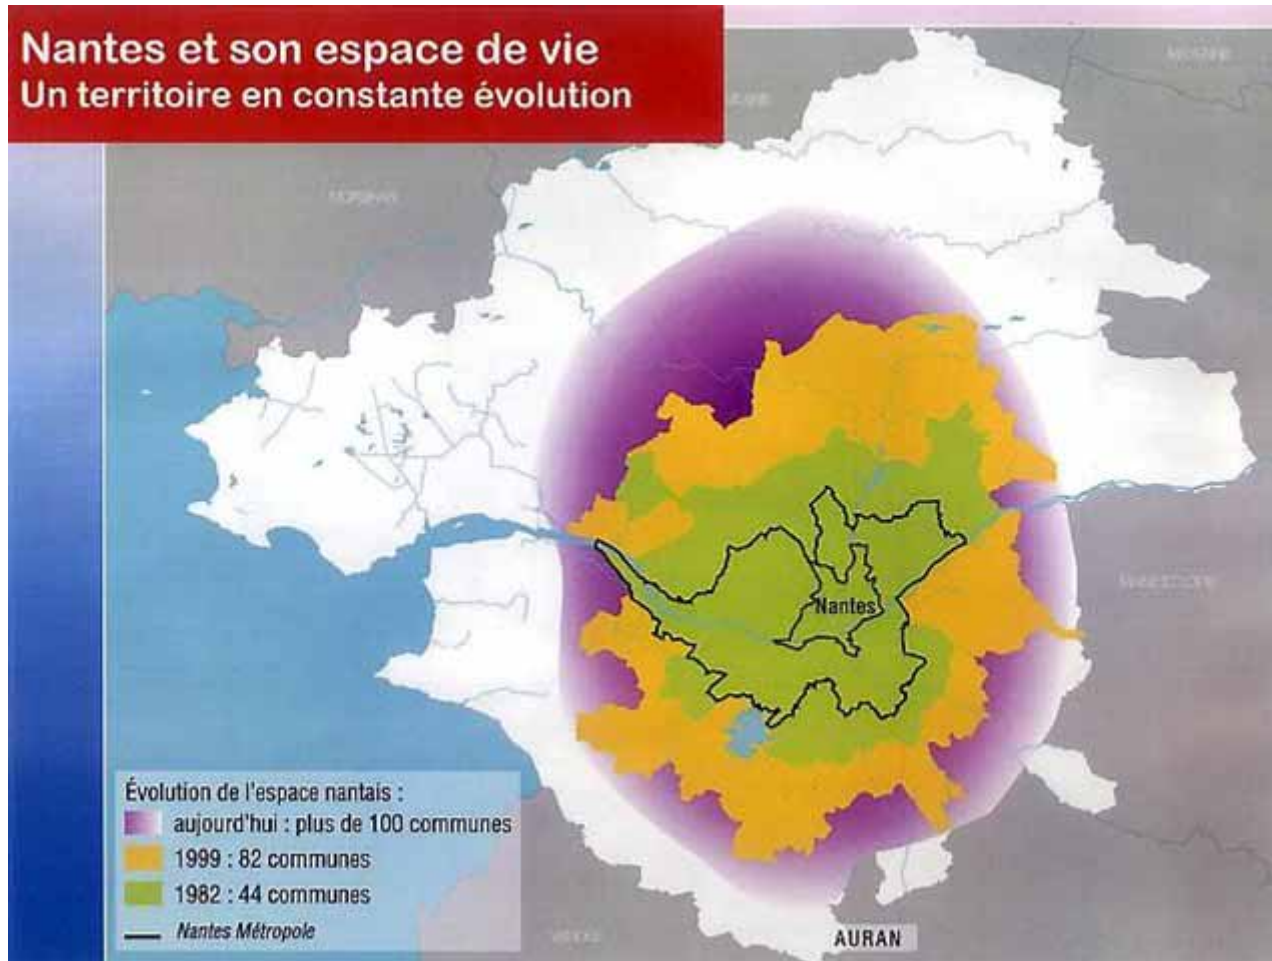 Nantes et son espace de vie
Un territoire en constante évolution
Nantes
Évolution de l'espace nantais :
aujourd'hui : plus de 100 communes
1999 : 82 communes
1982 : 44 communes
Nantes Métropole
AURAN